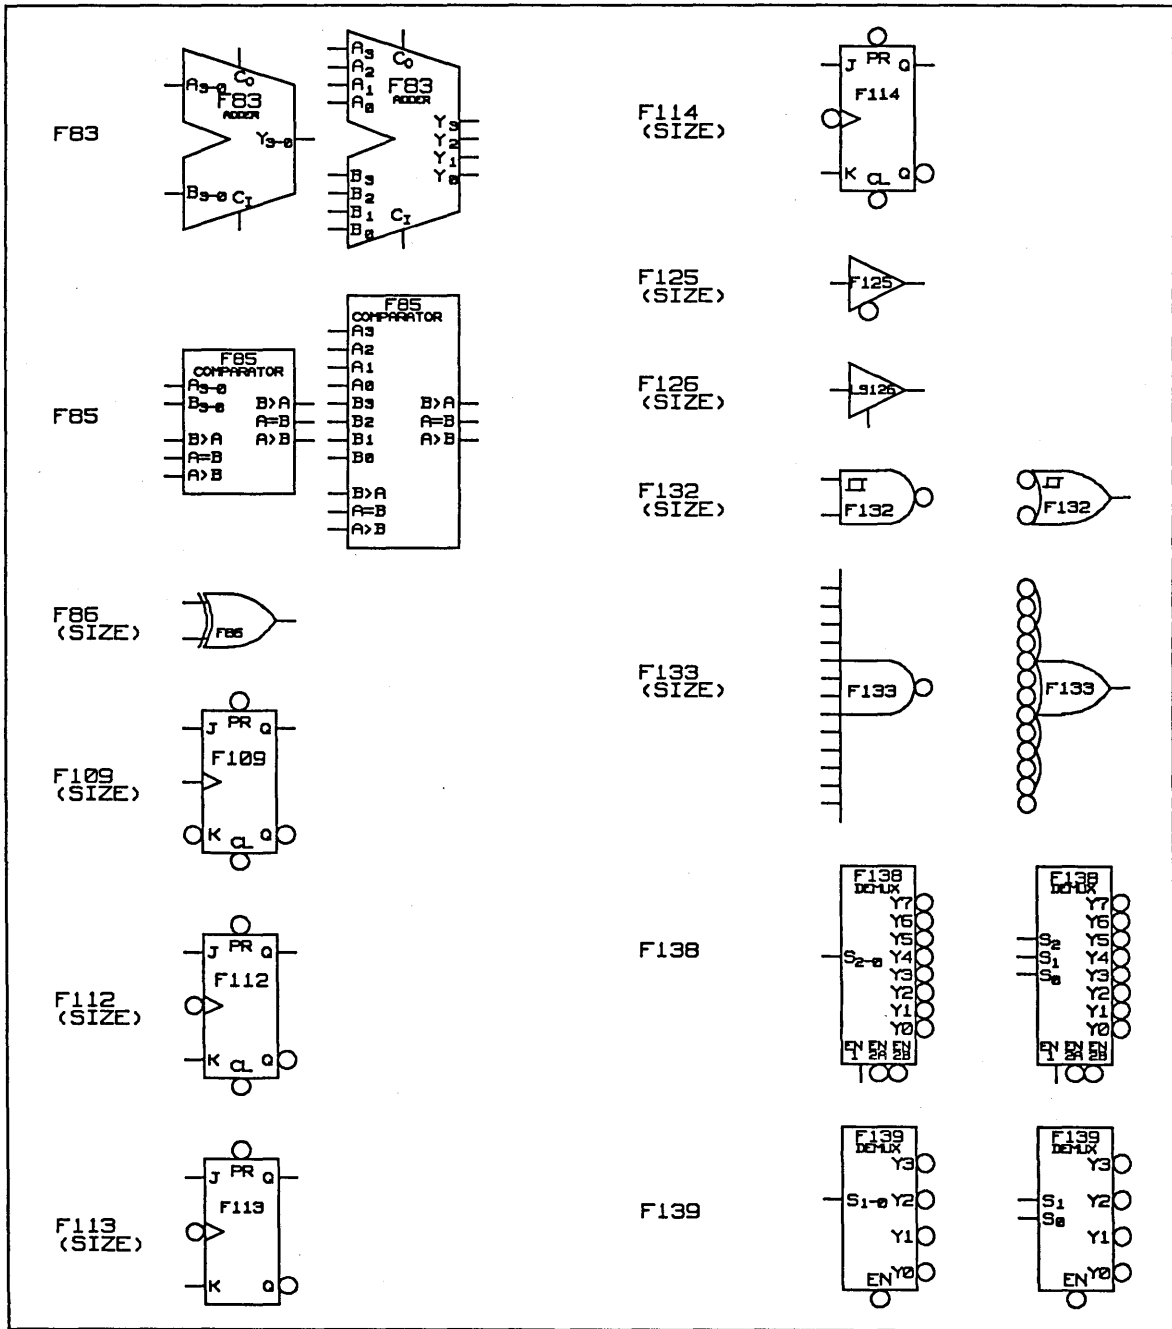 F83
C₀
A₃₋₀
F83
ADDER
Y₃₋₀
B₃₋₀
C_I
C₀
A₃
A₂
A₁
A₀
F83
ADDER
Y₃
Y₂
Y₁
Y₀
B₃
B₂
B₁
B₀
C_I
F85
F85
COMPARATOR
A₃₋₀
B₃₋₀
B>A
A=B
A>B
B>A
A=B
A>B
F85
COMPARATOR
A3
A2
A1
A0
B3
B2
B1
B0
B>A
A=B
A>B
B>A
A=B
A>B
F86
(SIZE)
F86
F109
(SIZE)
J PR Q
F109
K CL Q
F112
(SIZE)
J PR Q
F112
K CL Q
F113
(SIZE)
J PR Q
F113
K Q
F114
(SIZE)
J PR Q
F114
K CL Q
F125
(SIZE)
F125
F126
(SIZE)
LS126
F132
(SIZE)
F132
F132
F133
(SIZE)
F133
F133
F138
F138
DEMUX
Y7
Y6
Y5
S₂₋₀ Y4
Y3
Y2
Y1
Y0
EN EN EN
1 2A 2B
F138
DEMUX
Y7
Y6
S₂ Y5
S₁ Y4
S₀ Y3
Y2
Y1
Y0
EN EN EN
1 2A 2B
F139
F139
DEMUX
Y3
S₁₋₀ Y2
Y1
Y0
EN
F139
DEMUX
Y3
S₁ Y2
S₀
Y1
Y0
EN